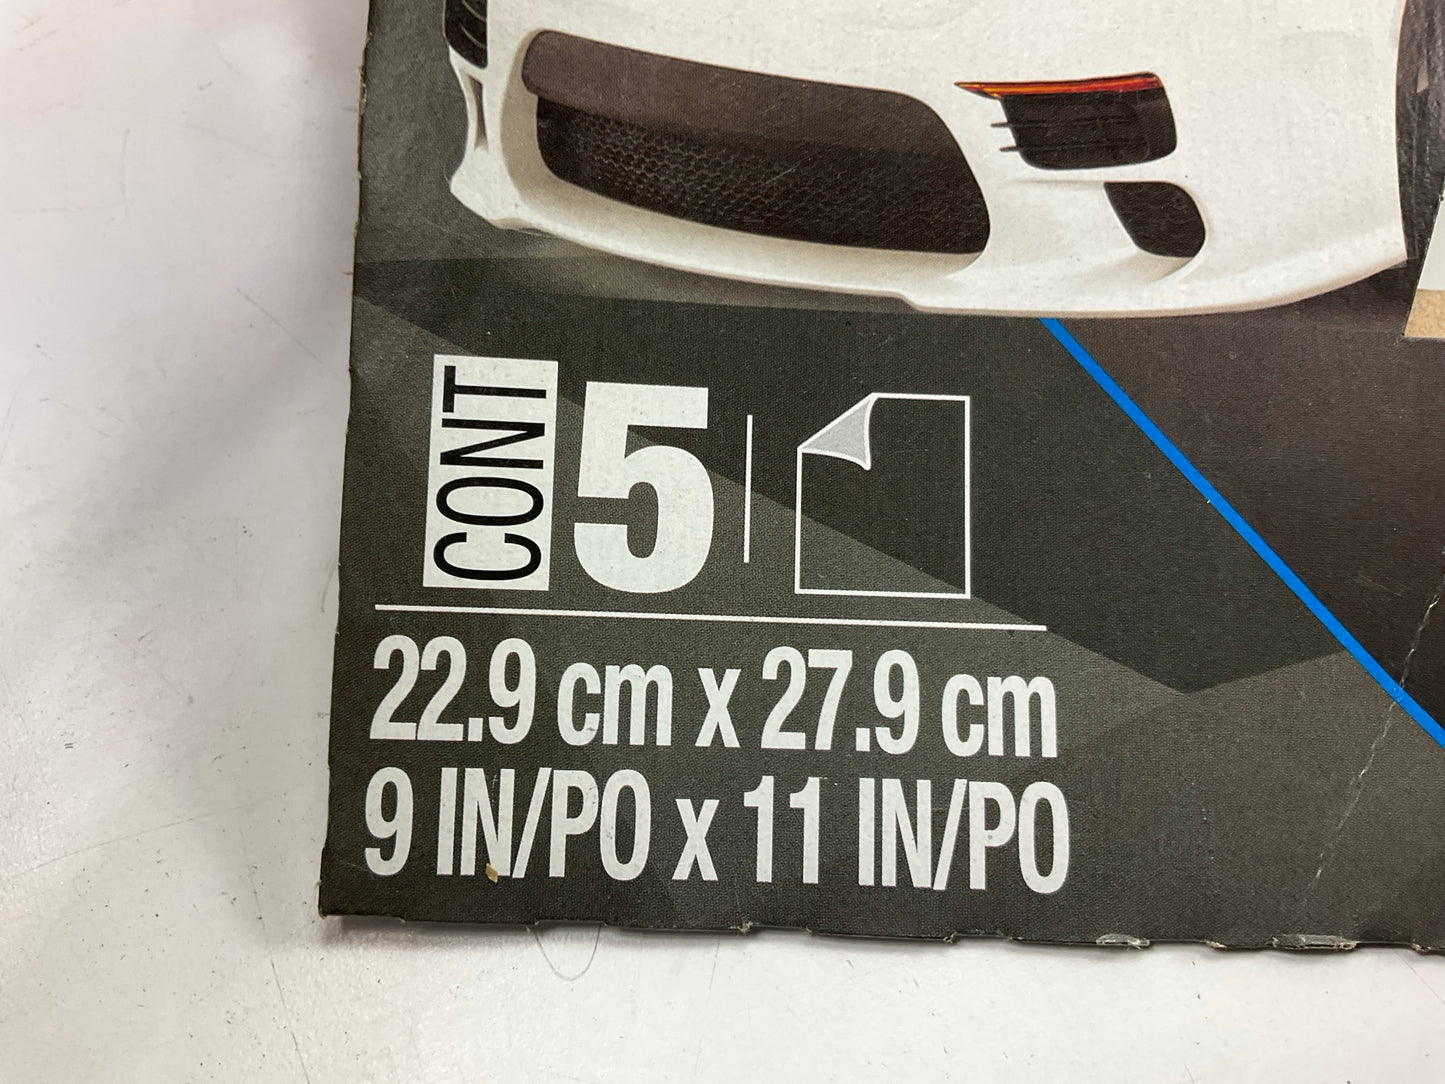 CONT 5
22.9 cm x 27.9 cm
9 IN/PO x 11 IN/PO